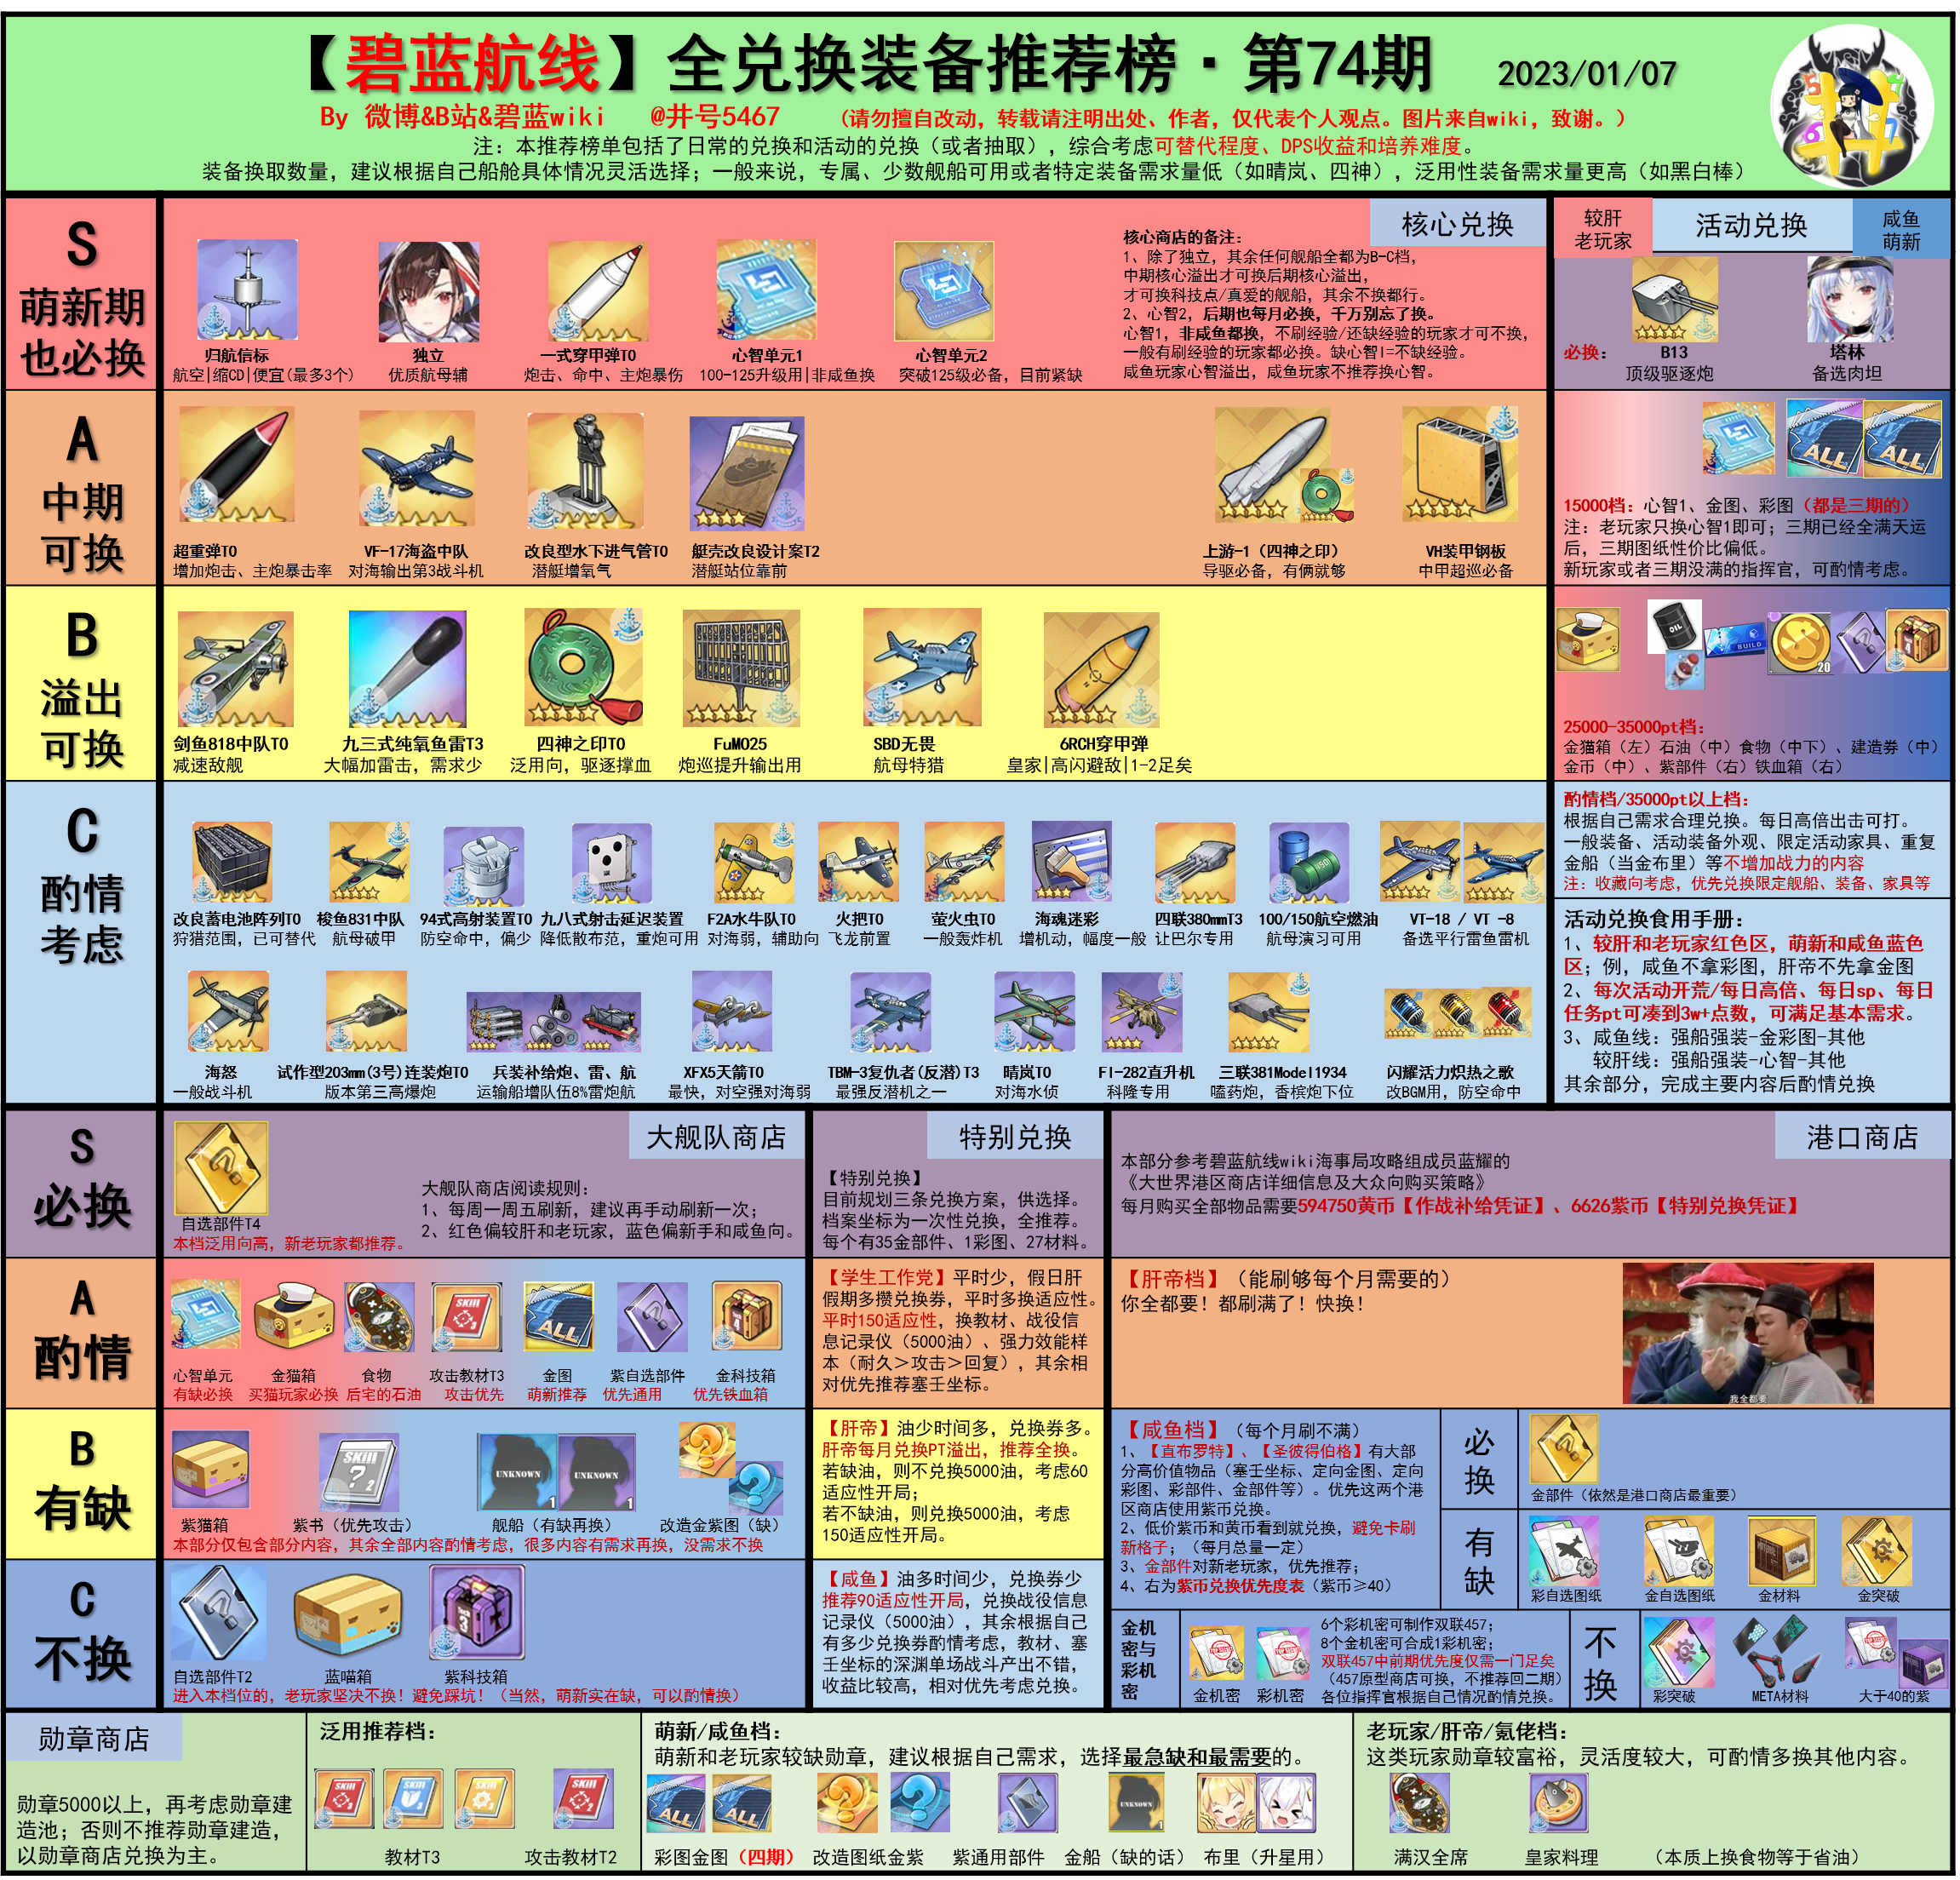 【碧蓝航线】全兑换装备推荐榜·第74期 2023/01/07
By 微博&B站&碧蓝wiki @井号5467 （请勿擅自改动，转载请注明出处、作者，仅代表个人观点。图片来自wiki，致谢。）
注：本推荐榜单包括了日常的兑换和活动的兑换（或者抽取），综合考虑可替代程度、DPS收益和培养难度。
装备换取数量，建议根据自己船舱具体情况灵活选择；一般来说，专属、少数舰船可用或者特定装备需求量低（如晴岚、四神），泛用性装备需求量更高（如黑白棒）
S
萌新期
也必换
核心兑换
归航信标
航空|缩CD|便宜(最多3个)
独立
优质航母辅
一式穿甲弹T0
炮击、命中、主炮暴伤
心智单元1
100-125升级用|非咸鱼换
心智单元2
突破125级必备，目前紧缺
核心商店的备注：
1、除了独立，其余任何舰船全都为B-C档，
中期核心溢出才可换后期核心溢出，
才可换科技点/真爱的舰船，其余不换都行。
2、心智2，后期也每月必换，千万别忘了换。
心智1，非咸鱼都换，不刷经验/还缺经验的玩家才可不换，
一般有刷经验的玩家都必换。缺心智I=不缺经验。
咸鱼玩家心智溢出，咸鱼玩家不推荐换心智。
较肝
老玩家
活动兑换
咸鱼
萌新
必换：
B13
顶级驱逐炮
塔林
备选肉坦
A
中期
可换
超重弹T0
增加炮击、主炮暴击率
VF-17海盗中队
对海输出第3战斗机
改良型水下进气管T0
潜艇增氧气
艇壳改良设计案T2
潜艇站位靠前
上游-1（四神之印）
导驱必备，有俩就够
VH装甲钢板
中甲超巡必备
ALL
ALL
15000档：心智1、金图、彩图（都是三期的）
注：老玩家只换心智1即可；三期已经全满天运
后，三期图纸性价比偏低。
新玩家或者三期没满的指挥官，可酌情考虑。
B
溢出
可换
剑鱼818中队T0
减速敌舰
九三式纯氧鱼雷T3
大幅加雷击，需求少
四神之印T0
泛用向，驱逐撑血
FuMO25
炮巡提升输出用
SBD无畏
航母特猎
6RCH穿甲弹
皇家|高闪避敌|1-2足矣
OIL
BUILD
20
4
25000-35000pt档：
金猫箱（左）石油（中）食物（中下）、建造券（中）
金币（中）、紫部件（右）铁血箱（右）
C
酌情
考虑
改良蓄电池阵列T0
狩猎范围，已可替代
梭鱼831中队
航母破甲
94式高射装置T0
防空命中，偏少
九八式射击延迟装置
降低散布范，重炮可用
F2A水牛队T0
对海弱，辅助向
火把T0
飞龙前置
萤火虫T0
一般轰炸机
海魂迷彩
增机动，幅度一般
四联380mmT3
让巴尔专用
100/150航空燃油
航母演习可用
VT-18 / VT -8
备选平行雷鱼雷机
海怒
一般战斗机
试作型203mm(3号)连装炮T0
版本第三高爆炮
兵装补给炮、雷、航
运输船增队伍8%雷炮航
XFX5天箭T0
最快，对空强对海弱
TBM-3复仇者(反潜)T3
最强反潜机之一
晴岚T0
对海水侦
Fl-282直升机
科隆专用
三联381Model1934
嗑药炮，香槟炮下位
闪耀活力炽热之歌
改BGM用，防空命中
酌情档/35000pt以上档：
根据自己需求合理兑换。每日高倍出击可打。
一般装备、活动装备外观、限定活动家具、重复
金船（当金布里）等不增加战力的内容
注：收藏向考虑，优先兑换限定舰船、装备、家具等
活动兑换食用手册：
1、较肝和老玩家红色区，萌新和咸鱼蓝色
区；例，咸鱼不拿彩图，肝帝不先拿金图
2、每次活动开荒/每日高倍、每日sp、每日
任务pt可凑到3w+点数，可满足基本需求。
3、咸鱼线：强船强装-金彩图-其他
较肝线：强船强装-心智-其他
其余部分，完成主要内容后酌情兑换
S
必换
大舰队商店
自选部件T4
本档泛用向高，新老玩家都推荐。
大舰队商店阅读规则：
1、每周一周五刷新，建议再手动刷新一次；
2、红色偏较肝和老玩家，蓝色偏新手和咸鱼向。
特别兑换
【特别兑换】
目前规划三条兑换方案，供选择。
档案坐标为一次性兑换，全推荐。
每个有35金部件、1彩图、27材料。
港口商店
本部分参考碧蓝航线wiki海事局攻略组成员蓝耀的
《大世界港区商店详细信息及大众向购买策略》
每月购买全部物品需要594750黄币【作战补给凭证】、6626紫币【特别兑换凭证】
A
酌情
SKIll
ALL
4
心智单元
有缺必换
金猫箱
买猫玩家必换
食物
后宅的石油
攻击教材T3
攻击优先
金图
萌新推荐
紫自选部件
优先通用
金科技箱
优先铁血箱
【学生工作党】平时少，假日肝
假期多攒兑换券，平时多换适应性。
平时150适应性，换教材、战役信
息记录仪（5000油）、强力效能样
本（耐久＞攻击＞回复），其余相
对优先推荐塞壬坐标。
【肝帝档】（能刷够每个月需要的）
你全都要！都刷满了！快换！
我全都要
B
有缺
SKIll
2
UNKNOWN
1
UNKNOWN
1
紫猫箱
紫书（优先攻击）
舰船（有缺再换）
改造金紫图（缺）
本部分仅包含部分内容，其余全部内容酌情考虑，很多内容有需求再换，没需求不换
【肝帝】油少时间多，兑换券多。
肝帝每月兑换PT溢出，推荐全换。
若缺油，则不兑换5000油，考虑60
适应性开局；
若不缺油，则兑换5000油，考虑
150适应性开局。
【咸鱼档】（每个月刷不满）
1、【直布罗特】、【圣彼得伯格】有大部
分高价值物品（塞壬坐标、定向金图、定向
彩图、彩部件、金部件等）。优先这两个港
区商店使用紫币兑换。
2、低价紫币和黄币看到就兑换，避免卡刷
新格子；（每月总量一定）
3、金部件对新老玩家，优先推荐；
4、右为紫币兑换优先度表（紫币≥40）
必
换
金部件（依然是港口商店最重要）
有
缺
彩自选图纸
金自选图纸
金材料
金突破
C
不换
3
自选部件T2
蓝喵箱
紫科技箱
进入本档位的，老玩家坚决不换！避免踩坑！（当然，萌新实在缺，可以酌情换）
【咸鱼】油多时间少，兑换券少
推荐90适应性开局，兑换战役信息
记录仪（5000油），其余根据自己
有多少兑换券酌情考虑，教材、塞
壬坐标的深渊单场战斗产出不错，
收益比较高，相对优先考虑兑换。
金机
密与
彩机
密
金机密
彩机密
6个彩机密可制作双联457；
8个金机密可合成1彩机密；
双联457中前期优先度仅需一门足矣
（457原型商店可换，不推荐回二期）
各位指挥官根据自己情况酌情兑换。
不
换
彩突破
META材料
大于40的紫
勋章商店
勋章5000以上，再考虑勋章建
造池；否则不推荐勋章建造，
以勋章商店兑换为主。
泛用推荐档：
SKIll
3
SKIll
3
SKIll
3
SKIll
2
教材T3
攻击教材T2
萌新/咸鱼档：
萌新和老玩家较缺勋章，建议根据自己需求，选择最急缺和最需要的。
ALL
ALL
UNKNOWN
彩图金图（四期）
改造图纸金紫
紫通用部件
金船（缺的话）
布里（升星用）
老玩家/肝帝/氪佬档：
这类玩家勋章较富裕，灵活度较大，可酌情多换其他内容。
满汉全席
皇家料理
（本质上换食物等于省油）